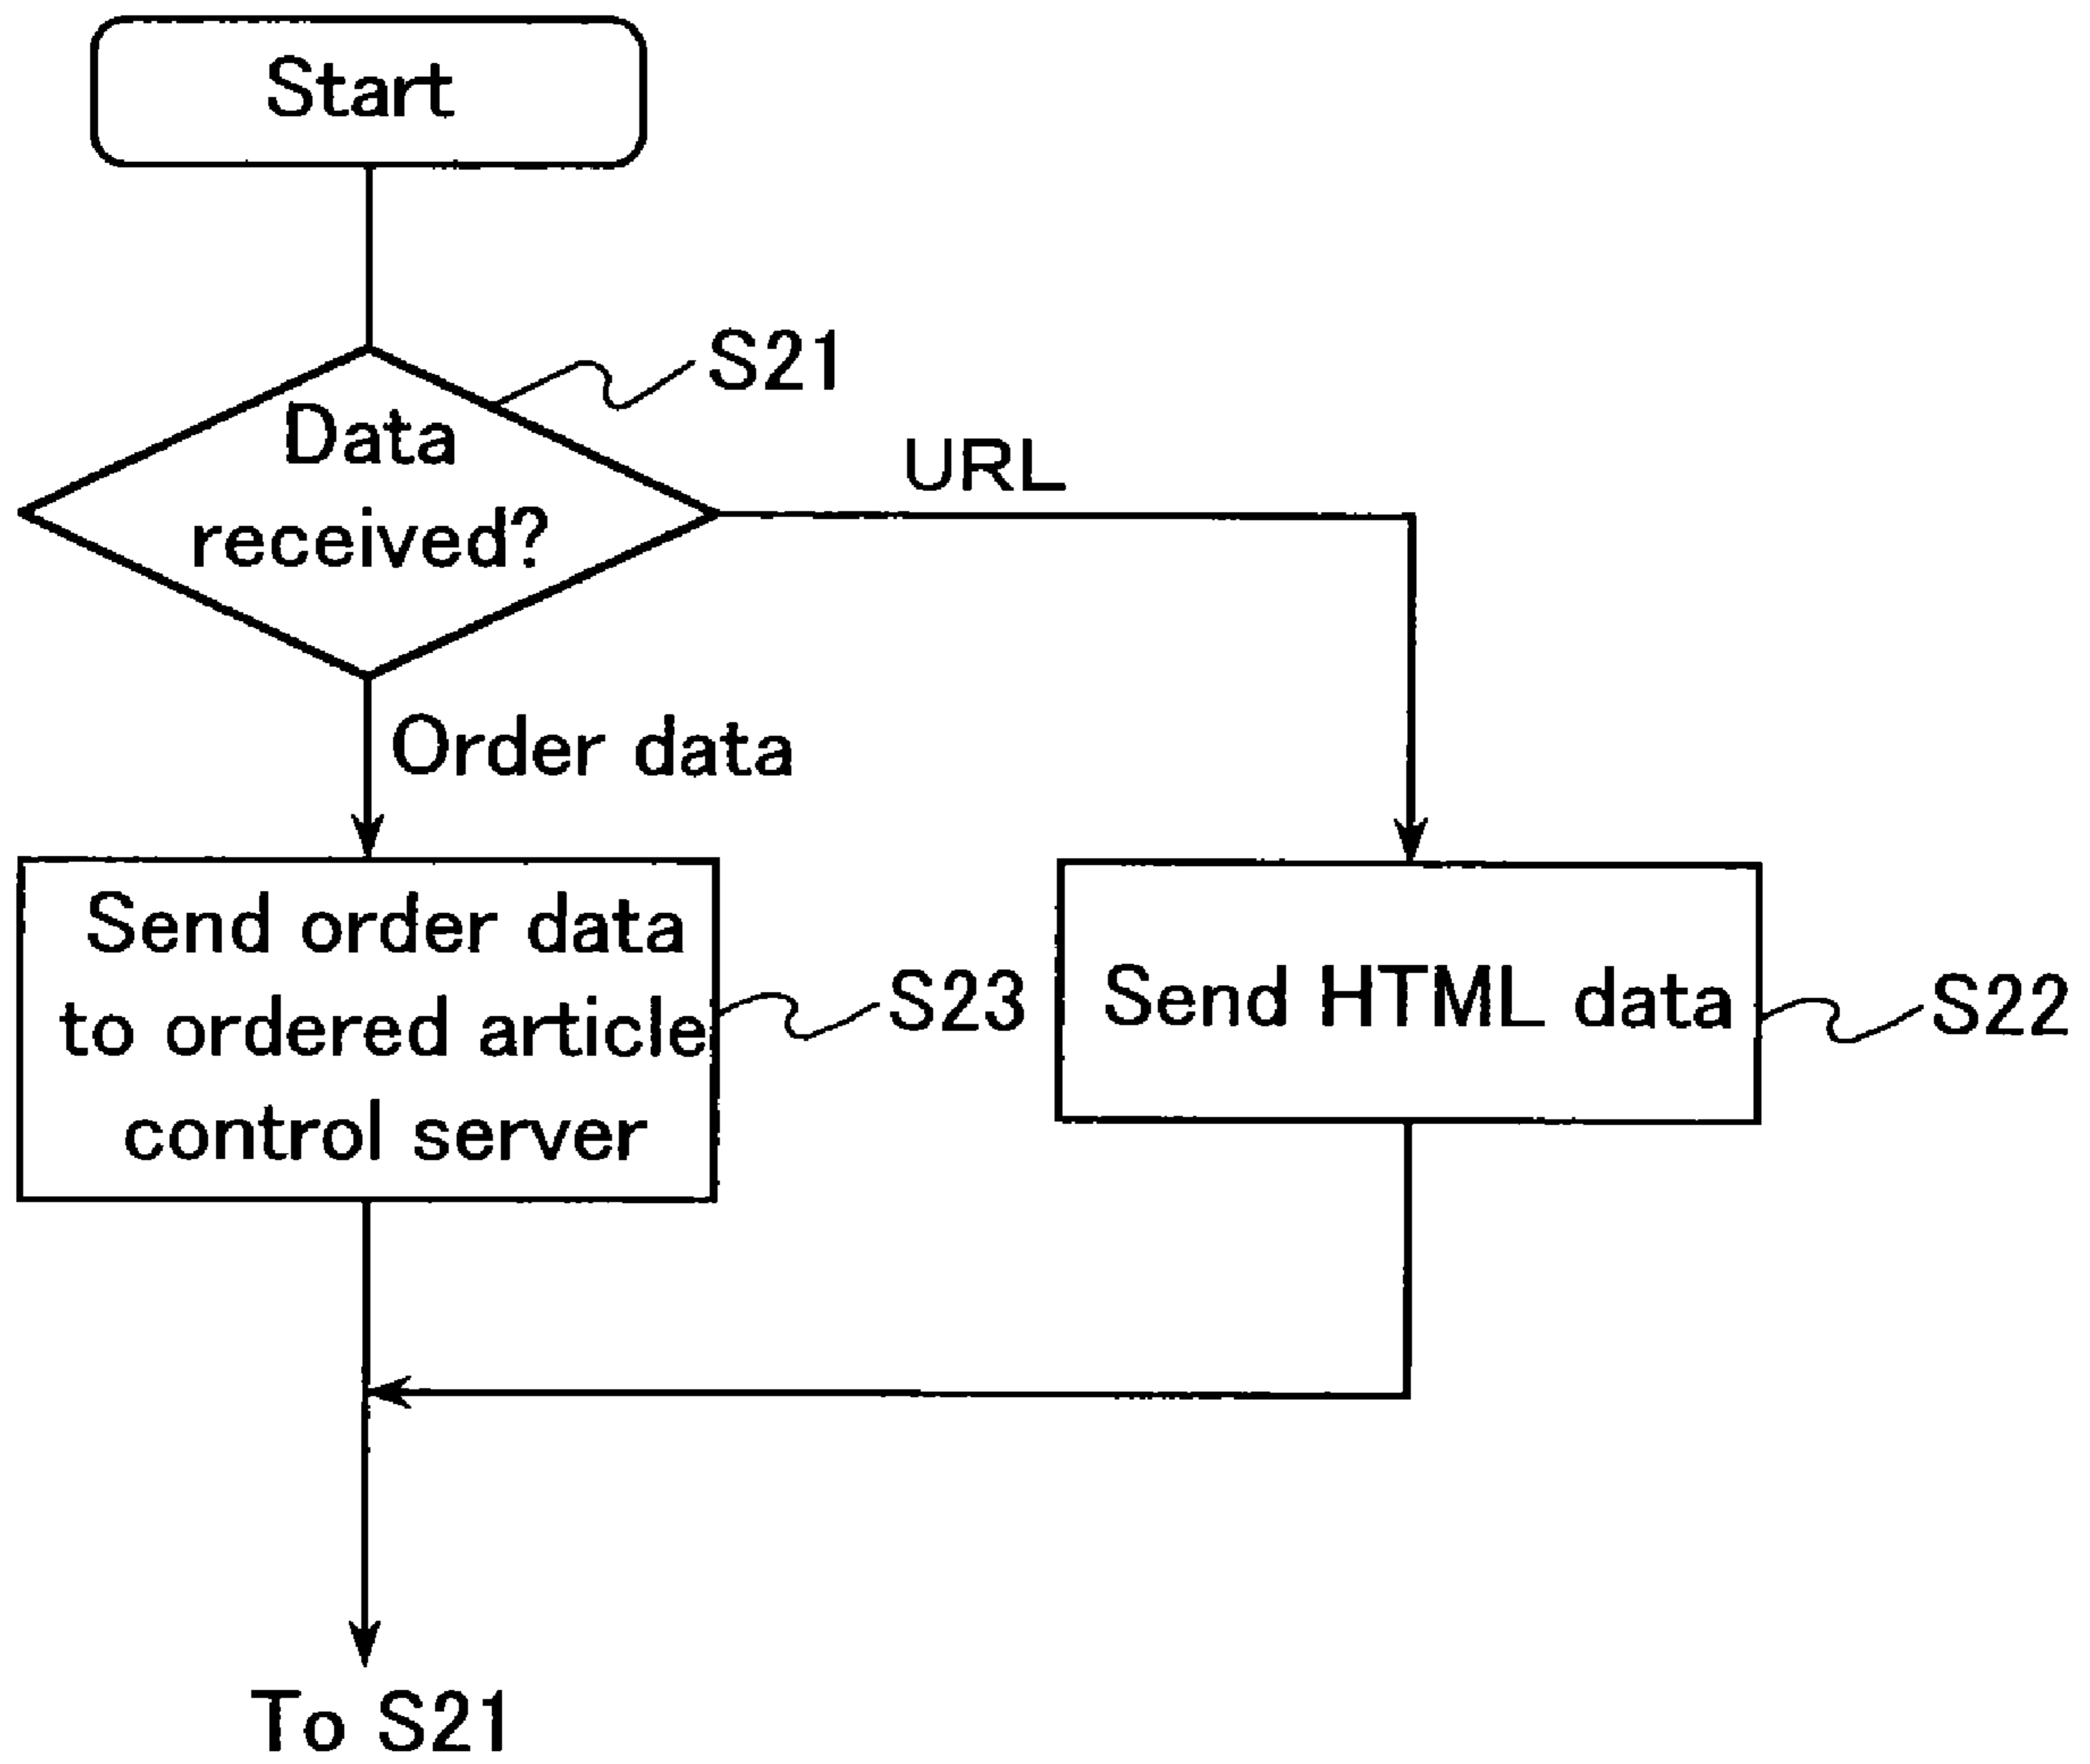 Start
S21
Data
received?
URL
Order data
Send order data
to ordered article
control server
S23
Send HTML data
S22
To S21